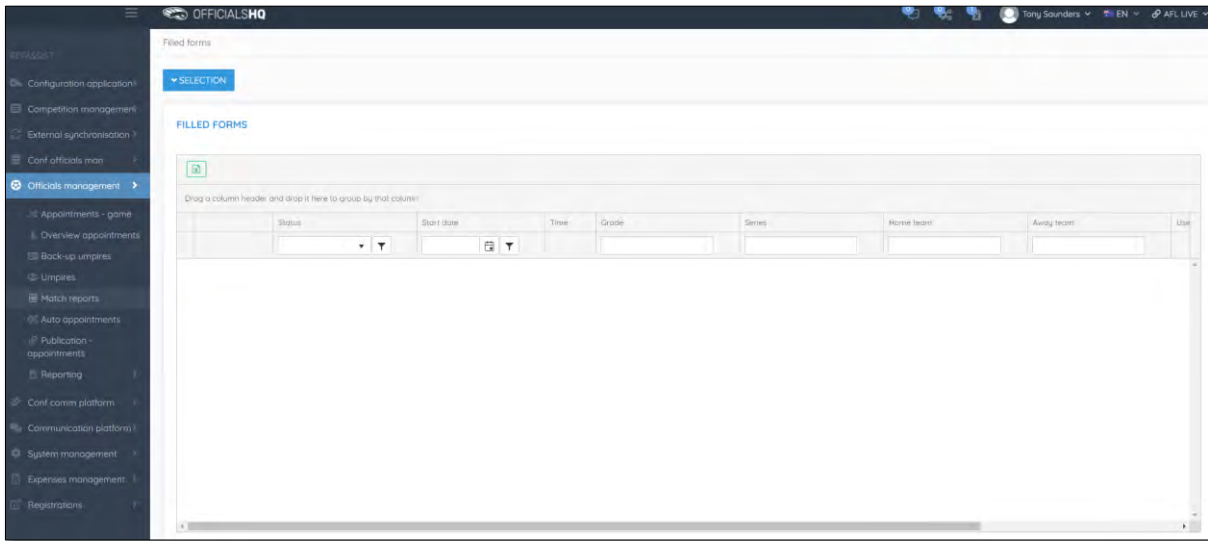 OFFICIALSHQ
Tony Saunders
EN
AFL LIVE
REFASSIST
Filled forms
Configuration application
SELECTION
Competition management
FILLED FORMS
External synchronisation
Conf officials man
Officials management
Drag a column header and drop it here to group by that column
Appointments - game
Status
Start date
Time
Grade
Series
Home team
Away team
Use
Overview appointments
Back-up umpires
Umpires
Match reports
Auto appointments
Publication -
appointments
Reporting
Conf comm platform
Communication platform
System management
Expenses management
Registrations